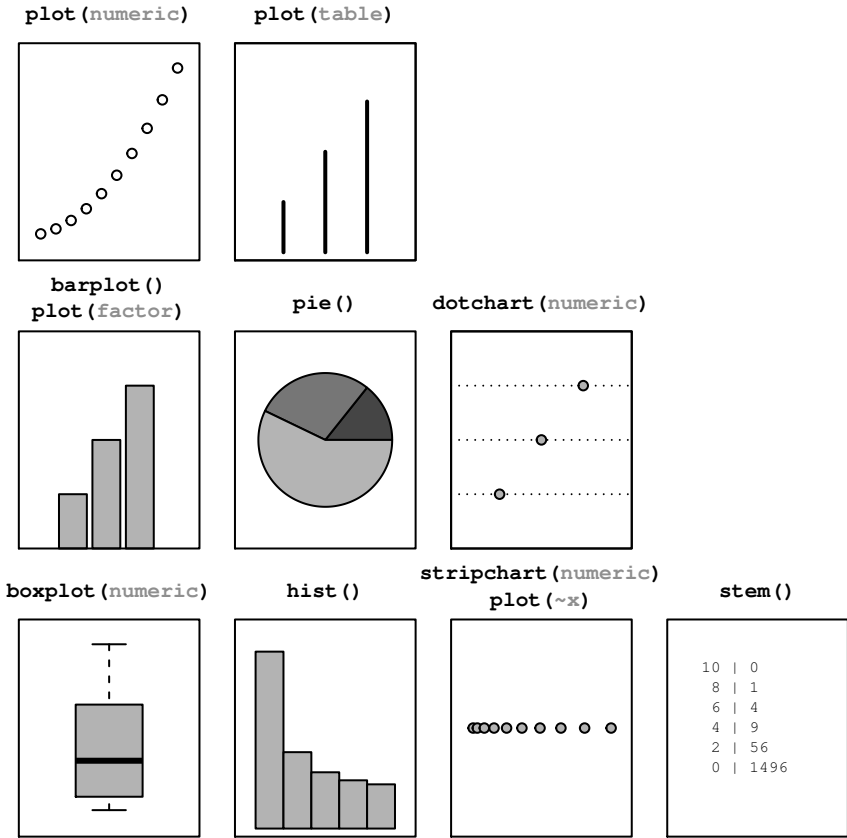 plot(numeric)
plot(table)
barplot()
plot(factor)
pie()
dotchart(numeric)
boxplot(numeric)
hist()
stripchart(numeric)
plot(~x)
stem()
10 | 0
8 | 1
6 | 4
4 | 9
2 | 56
0 | 1496